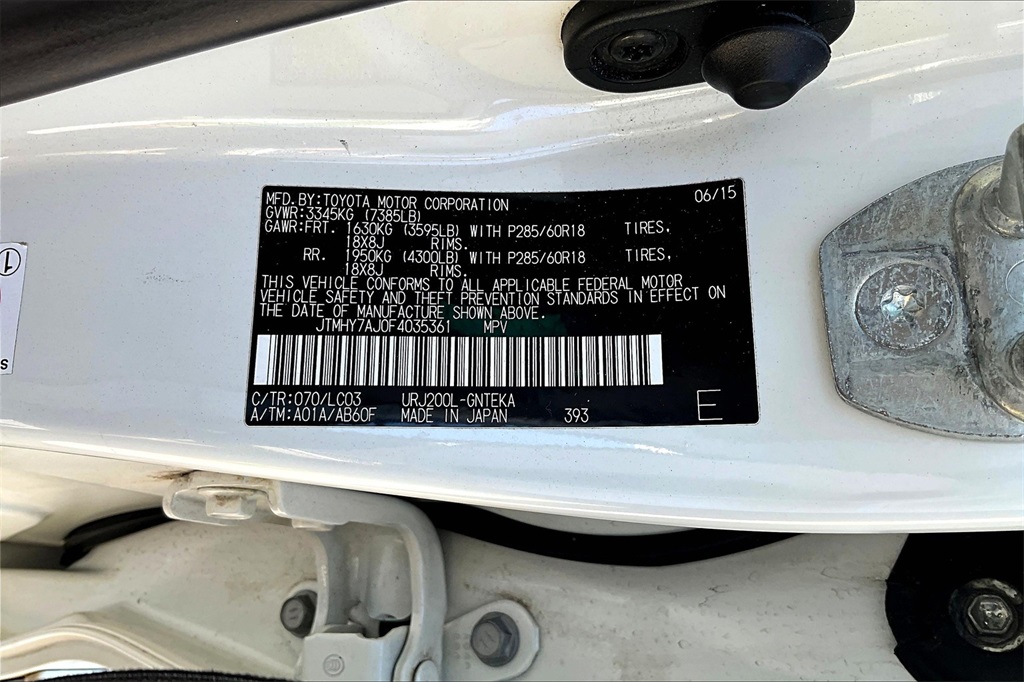 MFD.BY:TOYOTA MOTOR CORPORATION 06/15
GVWR:3345KG (7385LB)
GAWR:FRT. 1630KG (3595LB) WITH P285/60R18 TIRES,
18X8J RIMS.
RR. 1950KG (4300LB) WITH P285/60R18 TIRES,
18X8J RIMS.
THIS VEHICLE CONFORMS TO ALL APPLICABLE FEDERAL MOTOR
VEHICLE SAFETY AND THEFT PREVENTION STANDARDS IN EFFECT ON
THE DATE OF MANUFACTURE SHOWN ABOVE.
JTMHY7AJ0F4035361 MPV
C/TR:070/LC03 URJ200L-GNTEKA
A/TM:A01A/AB60F MADE IN JAPAN 393 E
1
S